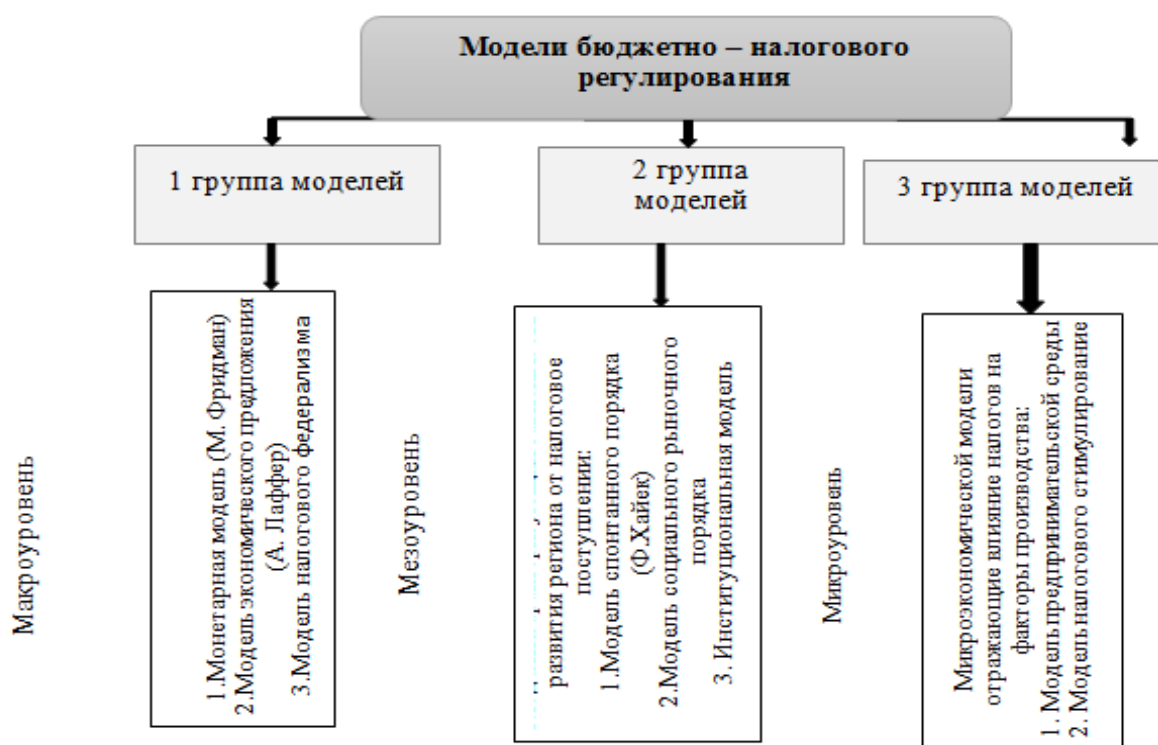 Модели бюджетно – налогового
регулирования
1 группа моделей
2 группа
моделей
3 группа моделей
Макроуровень
1.Монетарная модель (М. Фридман)
2.Модель экономического предложения
(А. Лаффер)
3.Модель налогового федерализма
Мезоуровень
развития региона от налоговое
поступлении:
1.Модель спонтанного порядка
(Ф.Хайек)
2.Модель социального рыночного
порядка
3. Институциональная модель
Микроуровень
Микроэкономической модели
отражающие влияние налогов на
факторы производства:
1. Модель предпринимательской среды
2. Модель налогового стимулирование